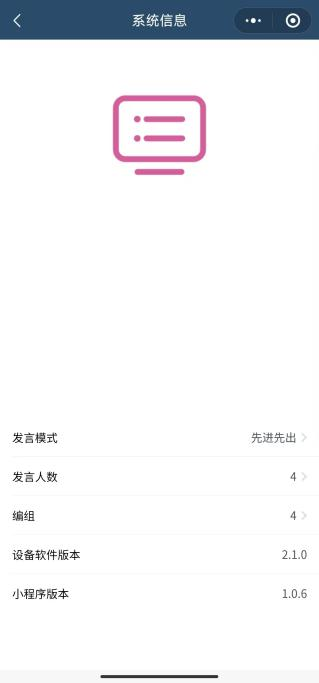 系统信息
发言模式 先进先出
发言人数 4
编组 4
设备软件版本 2.1.0
小程序版本 1.0.6